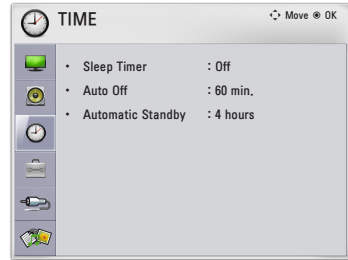 TIME
Move ◉ OK
• Sleep Timer : Off
• Auto Off : 60 min.
• Automatic Standby : 4 hours